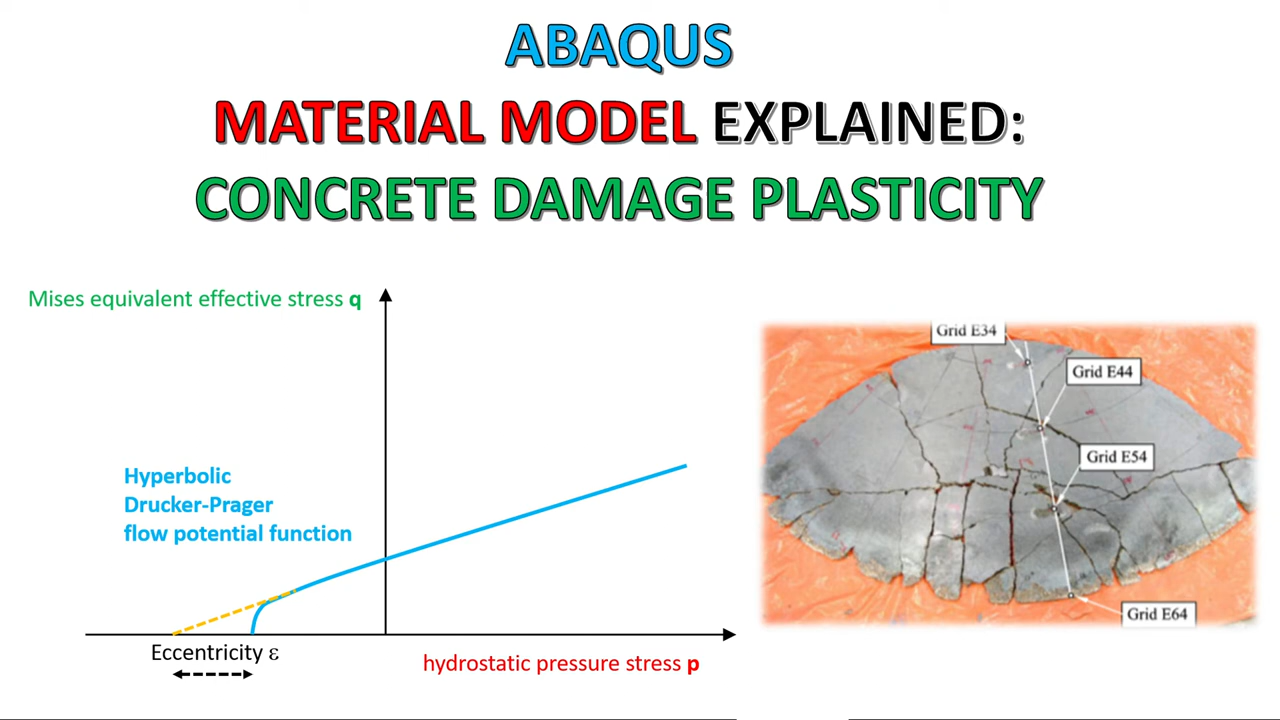 ABAQUS
MATERIAL MODEL EXPLAINED:
CONCRETE DAMAGE PLASTICITY
Mises equivalent effective stress q
Hyperbolic
Drucker-Prager
flow potential function
Eccentricity ε
hydrostatic pressure stress p
Grid E34
Grid E44
Grid E54
Grid E64